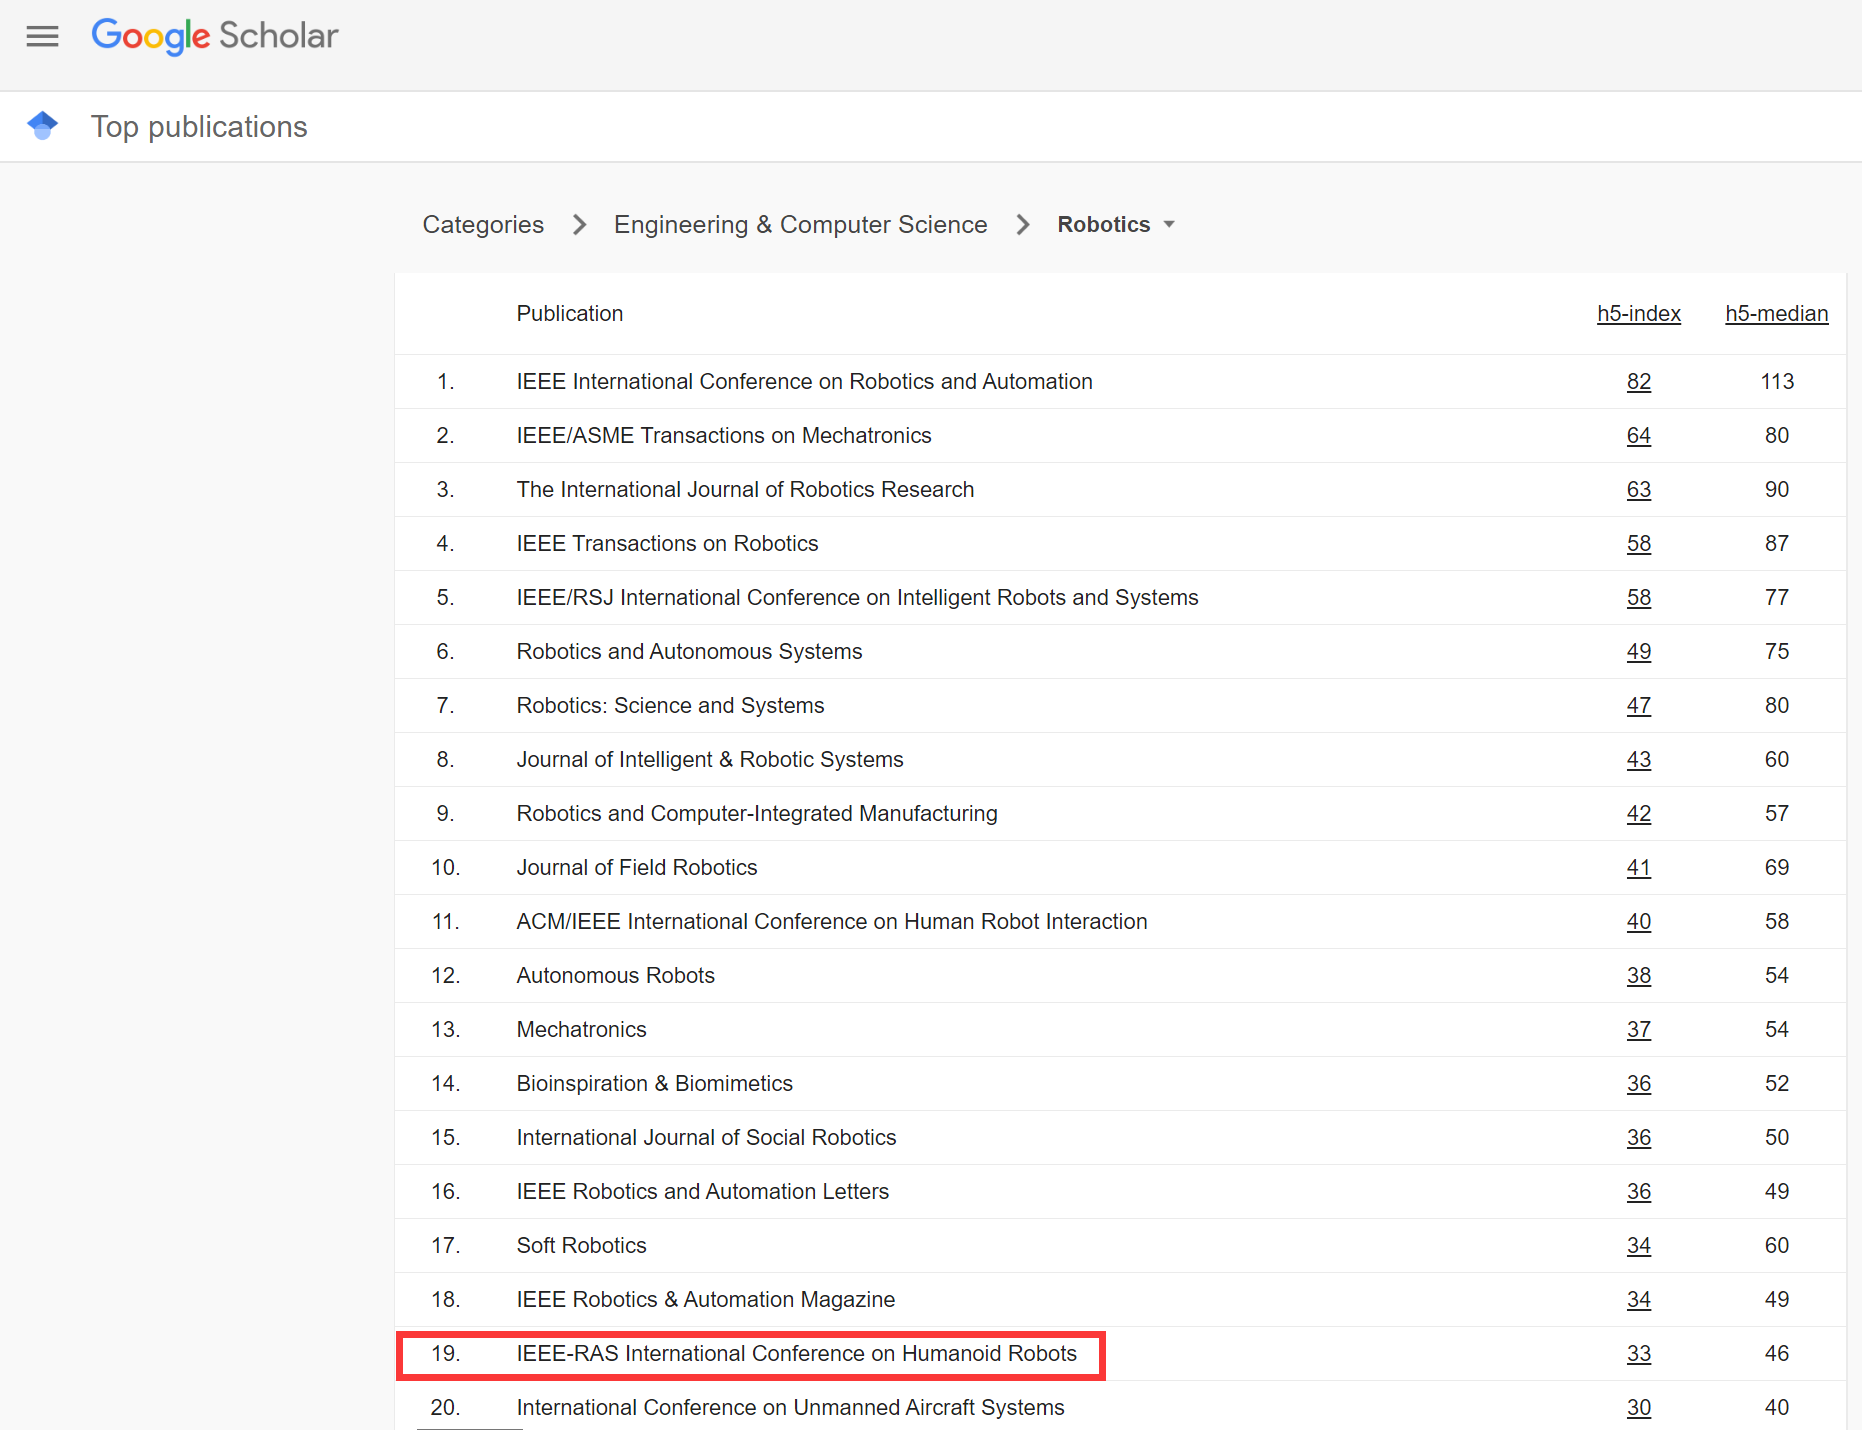 Google Scholar
Top publications
Categories Engineering & Computer Science Robotics
Publication h5-index h5-median
1. IEEE International Conference on Robotics and Automation 82 113
2. IEEE/ASME Transactions on Mechatronics 64 80
3. The International Journal of Robotics Research 63 90
4. IEEE Transactions on Robotics 58 87
5. IEEE/RSJ International Conference on Intelligent Robots and Systems 58 77
6. Robotics and Autonomous Systems 49 75
7. Robotics: Science and Systems 47 80
8. Journal of Intelligent & Robotic Systems 43 60
9. Robotics and Computer-Integrated Manufacturing 42 57
10. Journal of Field Robotics 41 69
11. ACM/IEEE International Conference on Human Robot Interaction 40 58
12. Autonomous Robots 38 54
13. Mechatronics 37 54
14. Bioinspiration & Biomimetics 36 52
15. International Journal of Social Robotics 36 50
16. IEEE Robotics and Automation Letters 36 49
17. Soft Robotics 34 60
18. IEEE Robotics & Automation Magazine 34 49
19. IEEE-RAS International Conference on Humanoid Robots 33 46
20. International Conference on Unmanned Aircraft Systems 30 40